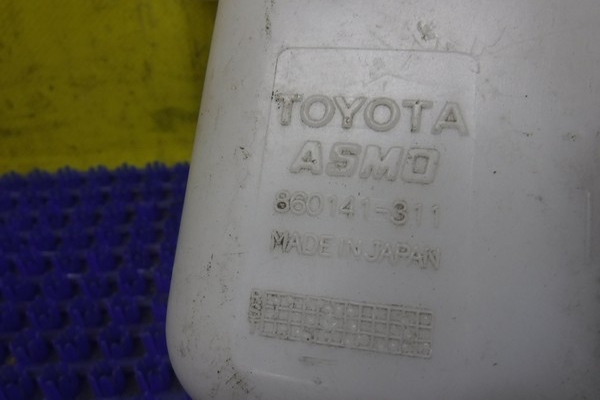 TOYOTA
ASMO
860141-311
MADE IN JAPAN